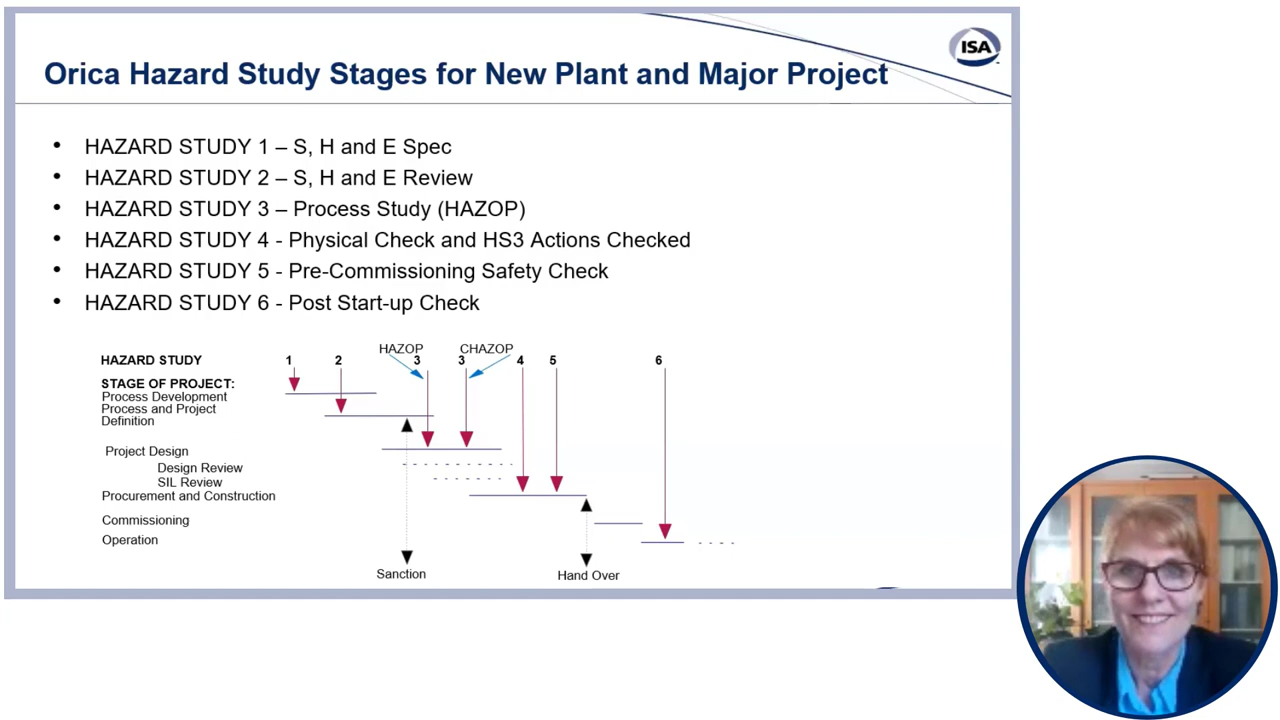 ISA
Orica Hazard Study Stages for New Plant and Major Project
• HAZARD STUDY 1 – S, H and E Spec
• HAZARD STUDY 2 – S, H and E Review
• HAZARD STUDY 3 – Process Study (HAZOP)
• HAZARD STUDY 4 - Physical Check and HS3 Actions Checked
• HAZARD STUDY 5 - Pre-Commissioning Safety Check
• HAZARD STUDY 6 - Post Start-up Check
HAZOP CHAZOP
HAZARD STUDY 1 2 3 3 4 5 6
STAGE OF PROJECT:
Process Development
Process and Project
Definition
Project Design
Design Review
SIL Review
Procurement and Construction
Commissioning
Operation
Sanction Hand Over